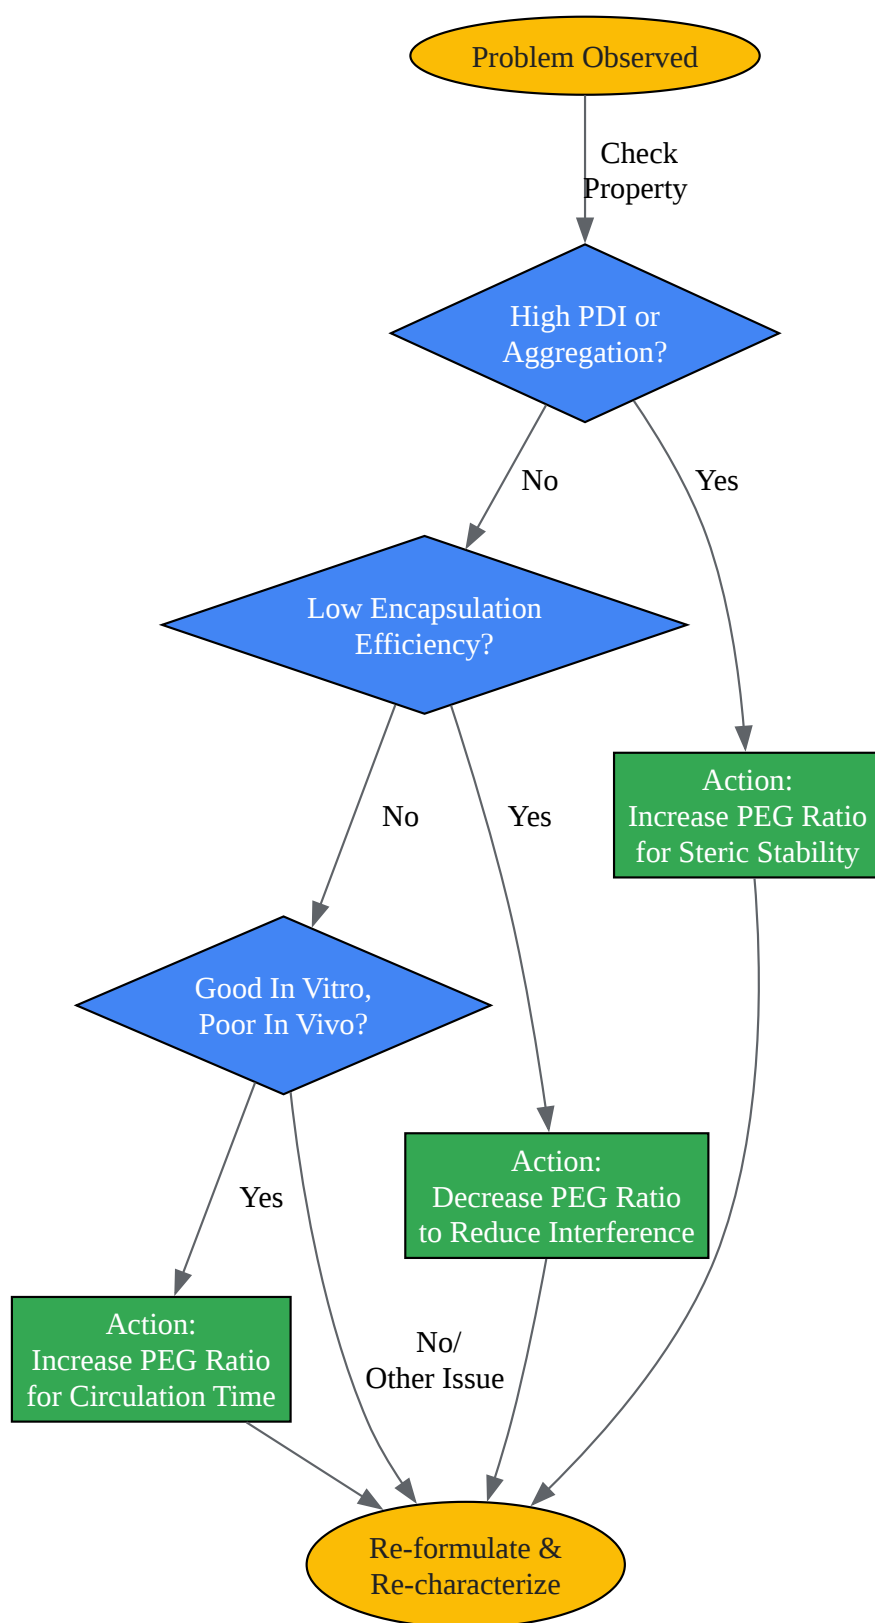 Problem Observed
Check
Property
High PDI or
Aggregation?
No
Yes
Low Encapsulation
Efficiency?
Action:
Increase PEG Ratio
for Steric Stability
No
Yes
Good In Vitro,
Poor In Vivo?
Action:
Decrease PEG Ratio
to Reduce Interference
Yes
Action:
Increase PEG Ratio
for Circulation Time
No/
Other Issue
Re-formulate &
Re-characterize